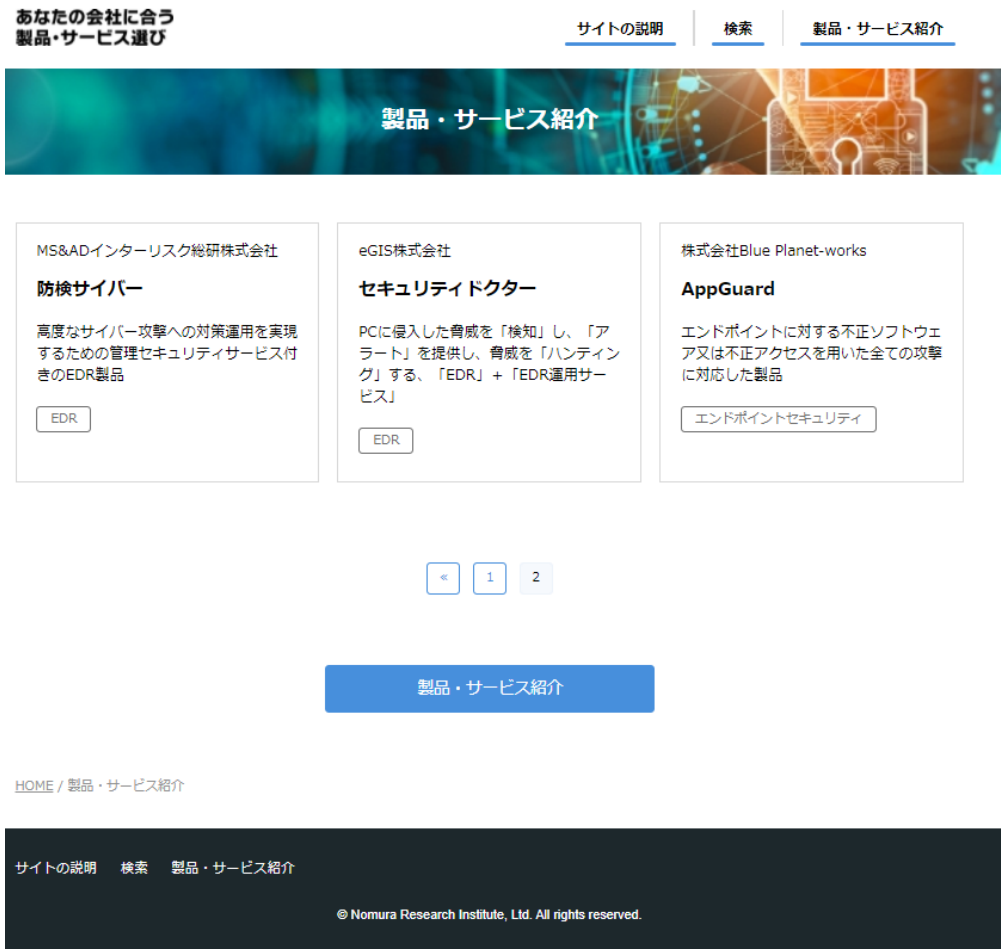 あなたの会社に合う
製品・サービス選び
サイトの説明
検索
製品・サービス紹介
製品・サービス紹介
MS&ADインターリスク総研株式会社
防検サイバー
高度なサイバー攻撃への対策運用を実現
するための管理セキュリティサービス付
きのEDR製品
EDR
eGIS株式会社
セキュリティドクター
PCに侵入した脅威を「検知」し、「ア
ラート」を提供し、脅威を「ハンティン
グ」する、「EDR」+「EDR運用サー
ビス」
EDR
株式会社Blue Planet-works
AppGuard
エンドポイントに対する不正ソフトウェ
ア又は不正アクセスを用いた全ての攻撃
に対応した製品
エンドポイントセキュリティ
« 1 2
製品・サービス紹介
HOME / 製品・サービス紹介
サイトの説明 検索 製品・サービス紹介
© Nomura Research Institute, Ltd. All rights reserved.